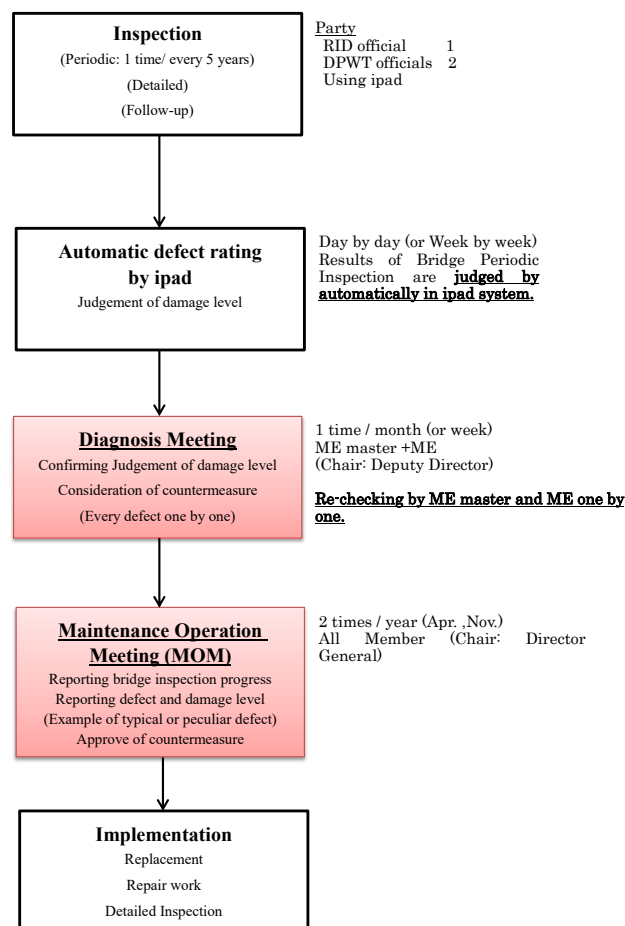 Inspection
(Periodic: 1 time/ every 5 years)
(Detailed)
(Follow-up)
Party
RID official 1
DPWT officials 2
Using ipad
Automatic defect rating
by ipad
Judgement of damage level
Day by day (or Week by week)
Results of Bridge Periodic
Inspection are judged by
automatically in ipad system.
Diagnosis Meeting
Confirming Judgement of damage level
Consideration of countermeasure
(Every defect one by one)
1 time / month (or week)
ME master +ME
(Chair: Deputy Director)
Re-checking by ME master and ME one by
one.
Maintenance Operation
Meeting (MOM)
Reporting bridge inspection progress
Reporting defect and damage level
(Example of typical or peculiar defect)
Approve of countermeasure
2 times / year (Apr. ,Nov.)
All Member (Chair: Director
General)
Implementation
Replacement
Repair work
Detailed Inspection